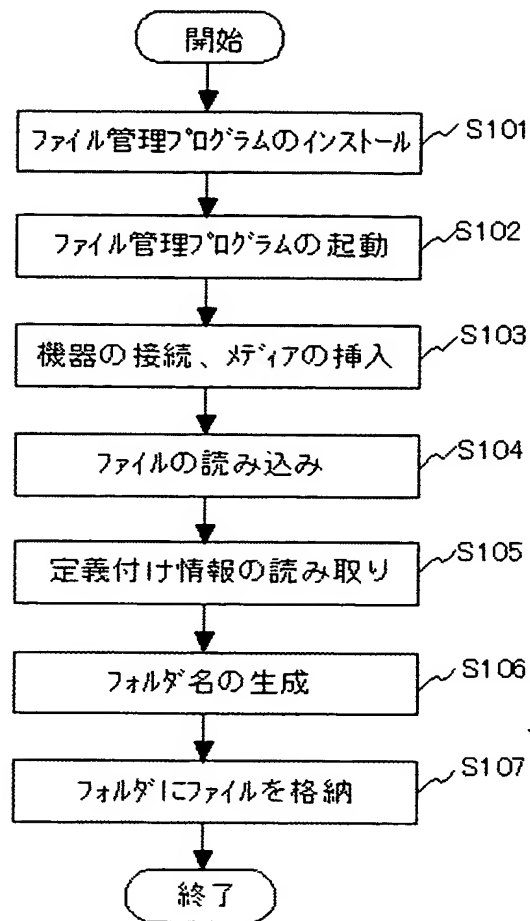 開始
ファイル管理プログラムのインストール
S101
ファイル管理プログラムの起動
S102
機器の接続、メディアの挿入
S103
ファイルの読み込み
S104
定義付け情報の読み取り
S105
フォルダ名の生成
S106
フォルダにファイルを格納
S107
終了